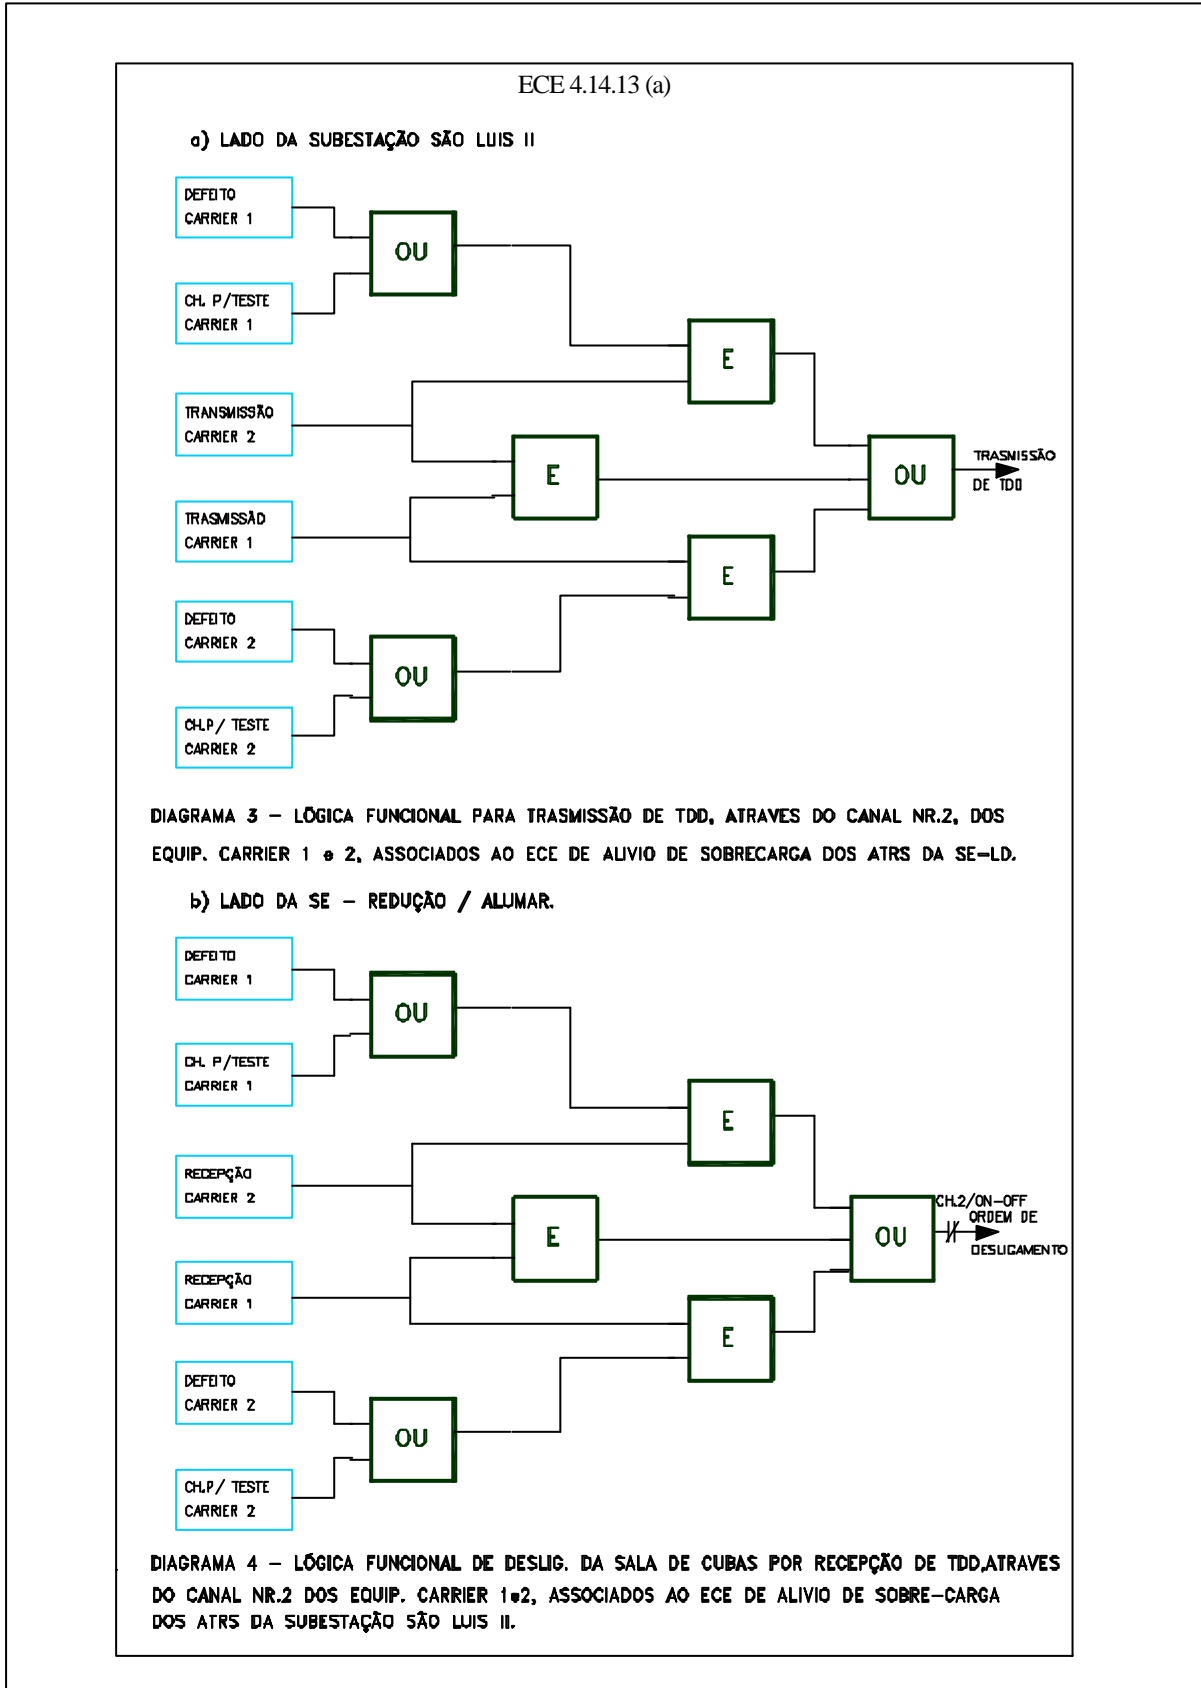 ECE 4.14.13 (a)
a) LADO DA SUBESTAÇÃO SÃO LUIS II
DEFEITO
CARRIER 1
OU
CH. P/TESTE
CARRIER 1
E
TRANSMISSÃO
CARRIER 2
E
OU
TRASMISSÃO
DE TDD
TRASMISSÃO
CARRIER 1
E
DEFEITO
CARRIER 2
OU
CH.P/ TESTE
CARRIER 2
DIAGRAMA 3 – LÓGICA FUNCIONAL PARA TRASMISSÃO DE TDD, ATRAVES DO CANAL NR.2, DOS
EQUIP. CARRIER 1 e 2, ASSOCIADOS AO ECE DE ALIVIO DE SOBRECARGA DOS ATRS DA SE–LD.
b) LADO DA SE – REDUÇÃO / ALUMAR.
DEFEITO
CARRIER 1
OU
CH. P/TESTE
CARRIER 1
E
RECEPÇÃO
CARRIER 2
E
OU
CH.2/ON–OFF
ORDEM DE
DESLIGAMENTO
RECEPÇÃO
CARRIER 1
E
DEFEITO
CARRIER 2
OU
CH.P/ TESTE
CARRIER 2
DIAGRAMA 4 – LÓGICA FUNCIONAL DE DESLIG. DA SALA DE CUBAS POR RECEPÇÃO DE TDD,ATRAVES
DO CANAL NR.2 DOS EQUIP. CARRIER 1e2, ASSOCIADOS AO ECE DE ALIVIO DE SOBRE–CARGA
DOS ATRS DA SUBESTAÇÃO SÃO LUIS II.